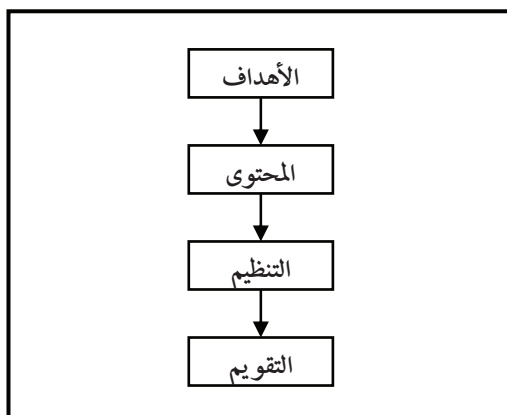 الأهداف
المحتوى
التنظيم
التقويم